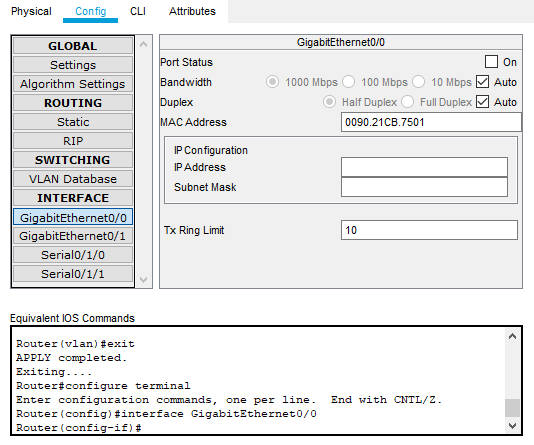 Physical Config CLI Attributes
GLOBAL
Settings
Algorithm Settings
ROUTING
Static
RIP
SWITCHING
VLAN Database
INTERFACE
GigabitEthernet0/0
GigabitEthernet0/1
Serial0/1/0
Serial0/1/1
GigabitEthernet0/0
Port Status On
Bandwidth 1000 Mbps 100 Mbps 10 Mbps Auto
Duplex Half Duplex Full Duplex Auto
MAC Address 0090.21CB.7501
IP Configuration
IP Address
Subnet Mask
Tx Ring Limit 10
Equivalent IOS Commands
Router(vlan)#exit
APPLY completed.
Exiting....
Router#configure terminal
Enter configuration commands, one per line. End with CNTL/Z.
Router(config)#interface GigabitEthernet0/0
Router(config-if)#